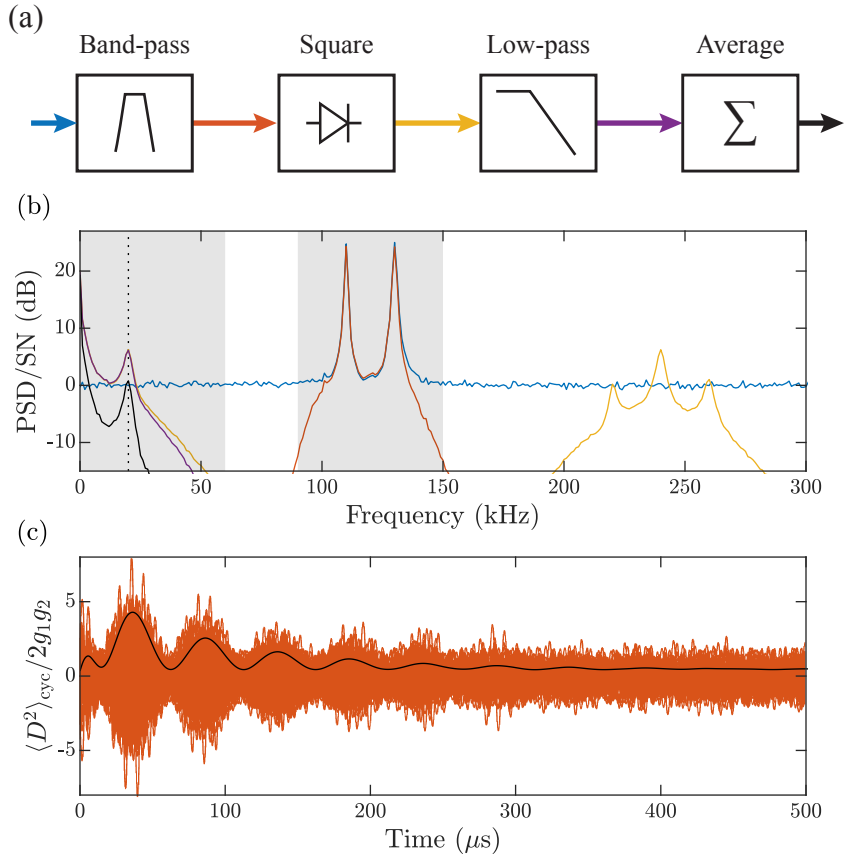 (a)
Band-pass Square Low-pass Average
Σ
(b)
PSD/SN (dB)
20
0
-10
0 50 100 150 200 250 300
Frequency (kHz)
(c)
⟨D²⟩cyc/2g₁g₂
5
0
-5
0 100 200 300 400 500
Time (μs)